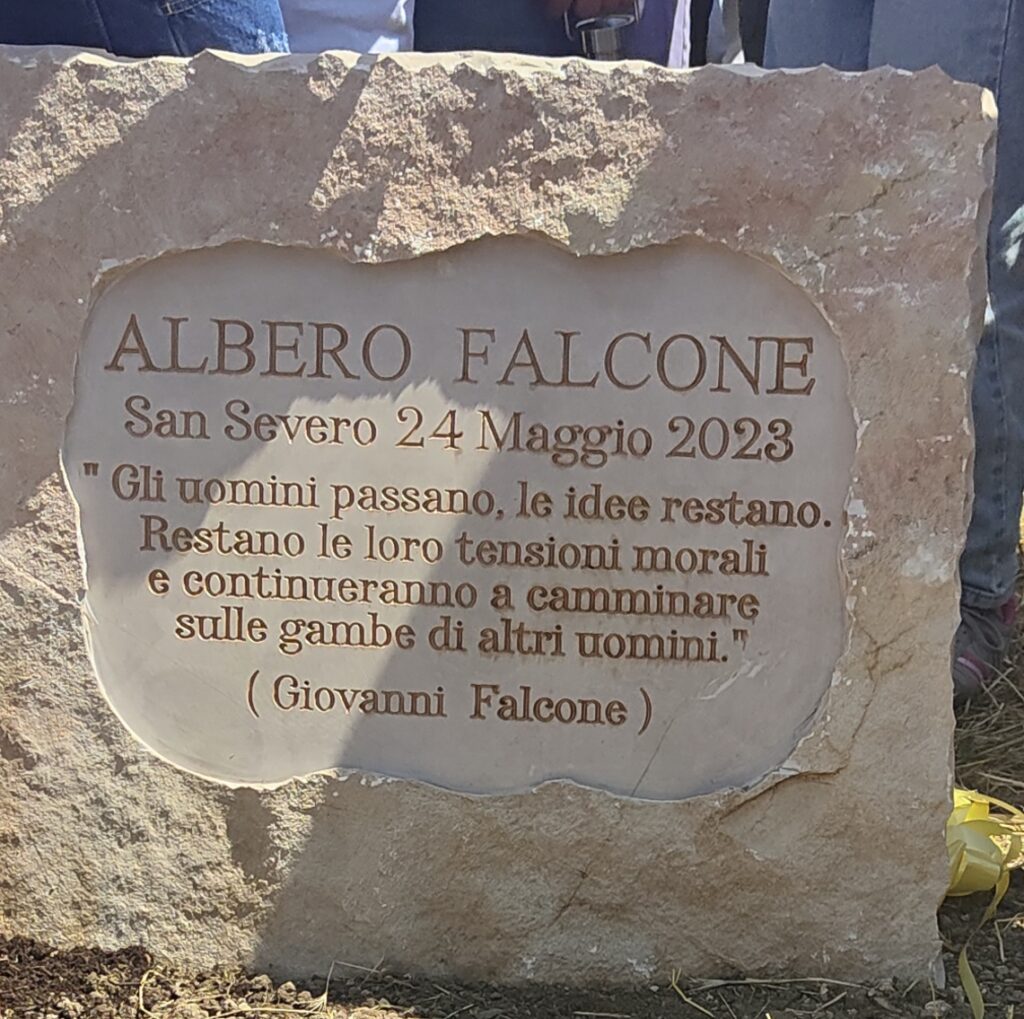 ALBERO FALCONE
San Severo 24 Maggio 2023
" Gli uomini passano, le idee restano.
Restano le loro tensioni morali
e continueranno a camminare
sulle gambe di altri uomini."
( Giovanni Falcone )